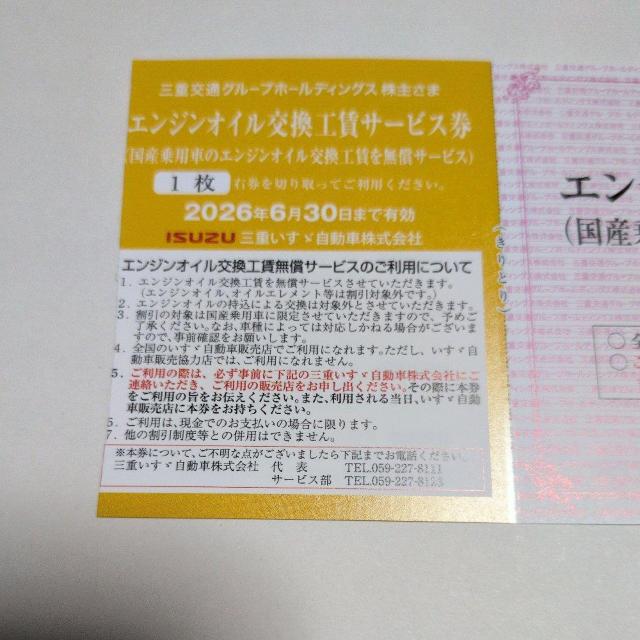 三重交通グループホールディングス 株主さま
エンジンオイル交換工賃サービス券
(国産乗用車のエンジンオイル交換工賃を無償サービス)
1枚 右券を切り取ってご利用ください。
2026年6月30日まで有効
ISUZU 三重いすゞ自動車株式会社
エンジンオイル交換工賃無償サービスのご利用について
1. エンジンオイル交換工賃を無償サービスさせていただきます。
(エンジンオイル、オイルエレメント等は割引対象外です。)
2. エンジンオイルの持込による交換は対象外とさせていただきます。
3. 割引の対象は国産乗用車に限定させていただきますので、予めご
了承ください。なお、車種によっては対応しかねる場合がございま
すので、事前確認をお願いします。
4. 全国のいすゞ自動車販売店でご利用になれます。ただし、いすゞ自
動車販売協力店では、ご利用になれません。
5. ご利用の際は、必ず事前に下記の三重いすゞ自動車株式会社にご
連絡いただき、ご利用の販売店をお申し出ください。その際に本券
をご利用の旨をお伝えください。また、利用される当日、いすゞ自動
車販売店に本券をお持ちください。
6. ご利用は、現金でのお支払いの場合に限ります。
7. 他の割引制度等との併用はできません。
※本券について、ご不明な点がございましたら下記までお電話ください。
三重いすゞ自動車株式会社 代 表 TEL.059-227-8111
サービス部 TEL.059-227-8123
(きりとり)
エン
(国産乗
○全
○